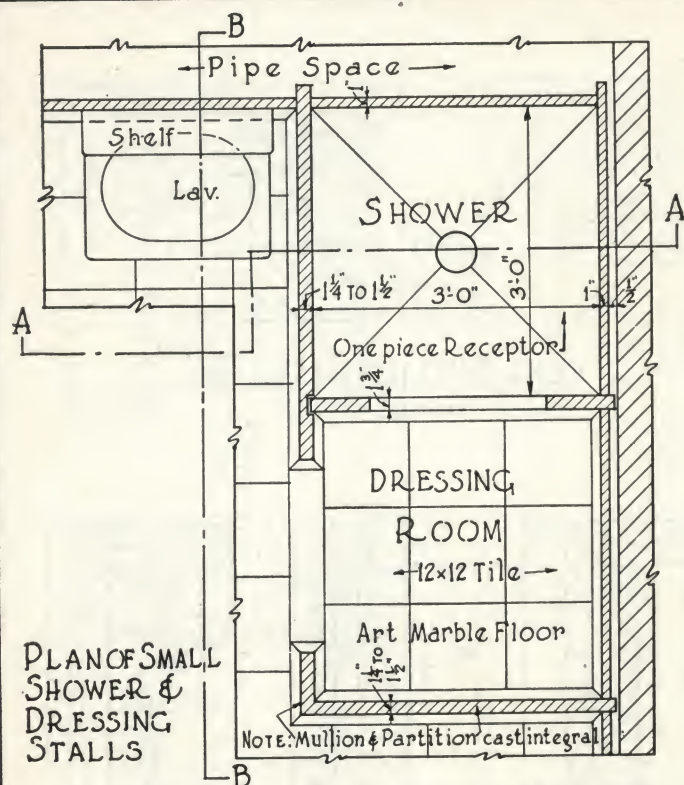 B
Pipe Space
1"
Shelf
Lav.
SHOWER
A
1¼" TO 1½"
3'-0"
3'-0"
1"
½"
A
One piece Receptor
1¾"
DRESSING
ROOM
12×12 Tile
Art Marble Floor
1¼" TO 1½"
PLAN OF SMALL
SHOWER &
DRESSING
STALLS
NOTE: Mullion & Partition cast integral
B